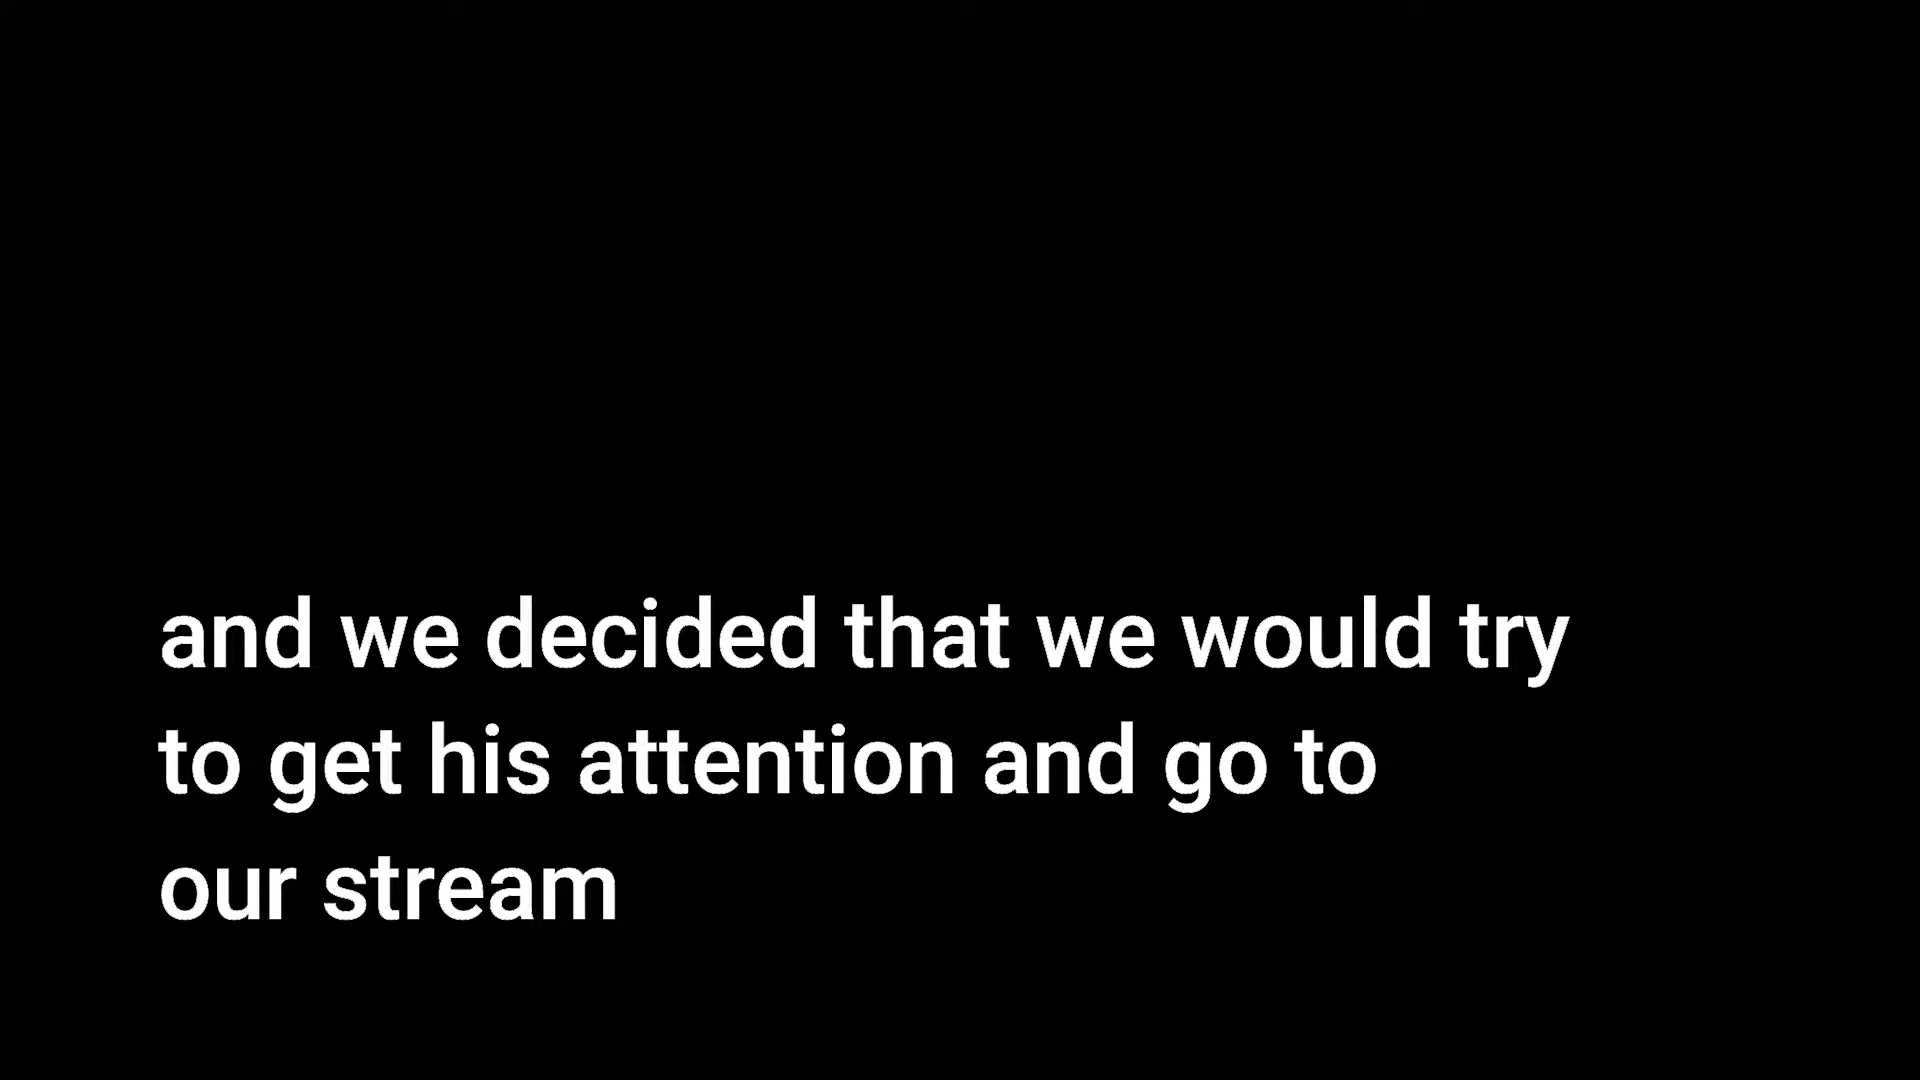 and we decided that we would try
to get his attention and go to
our stream